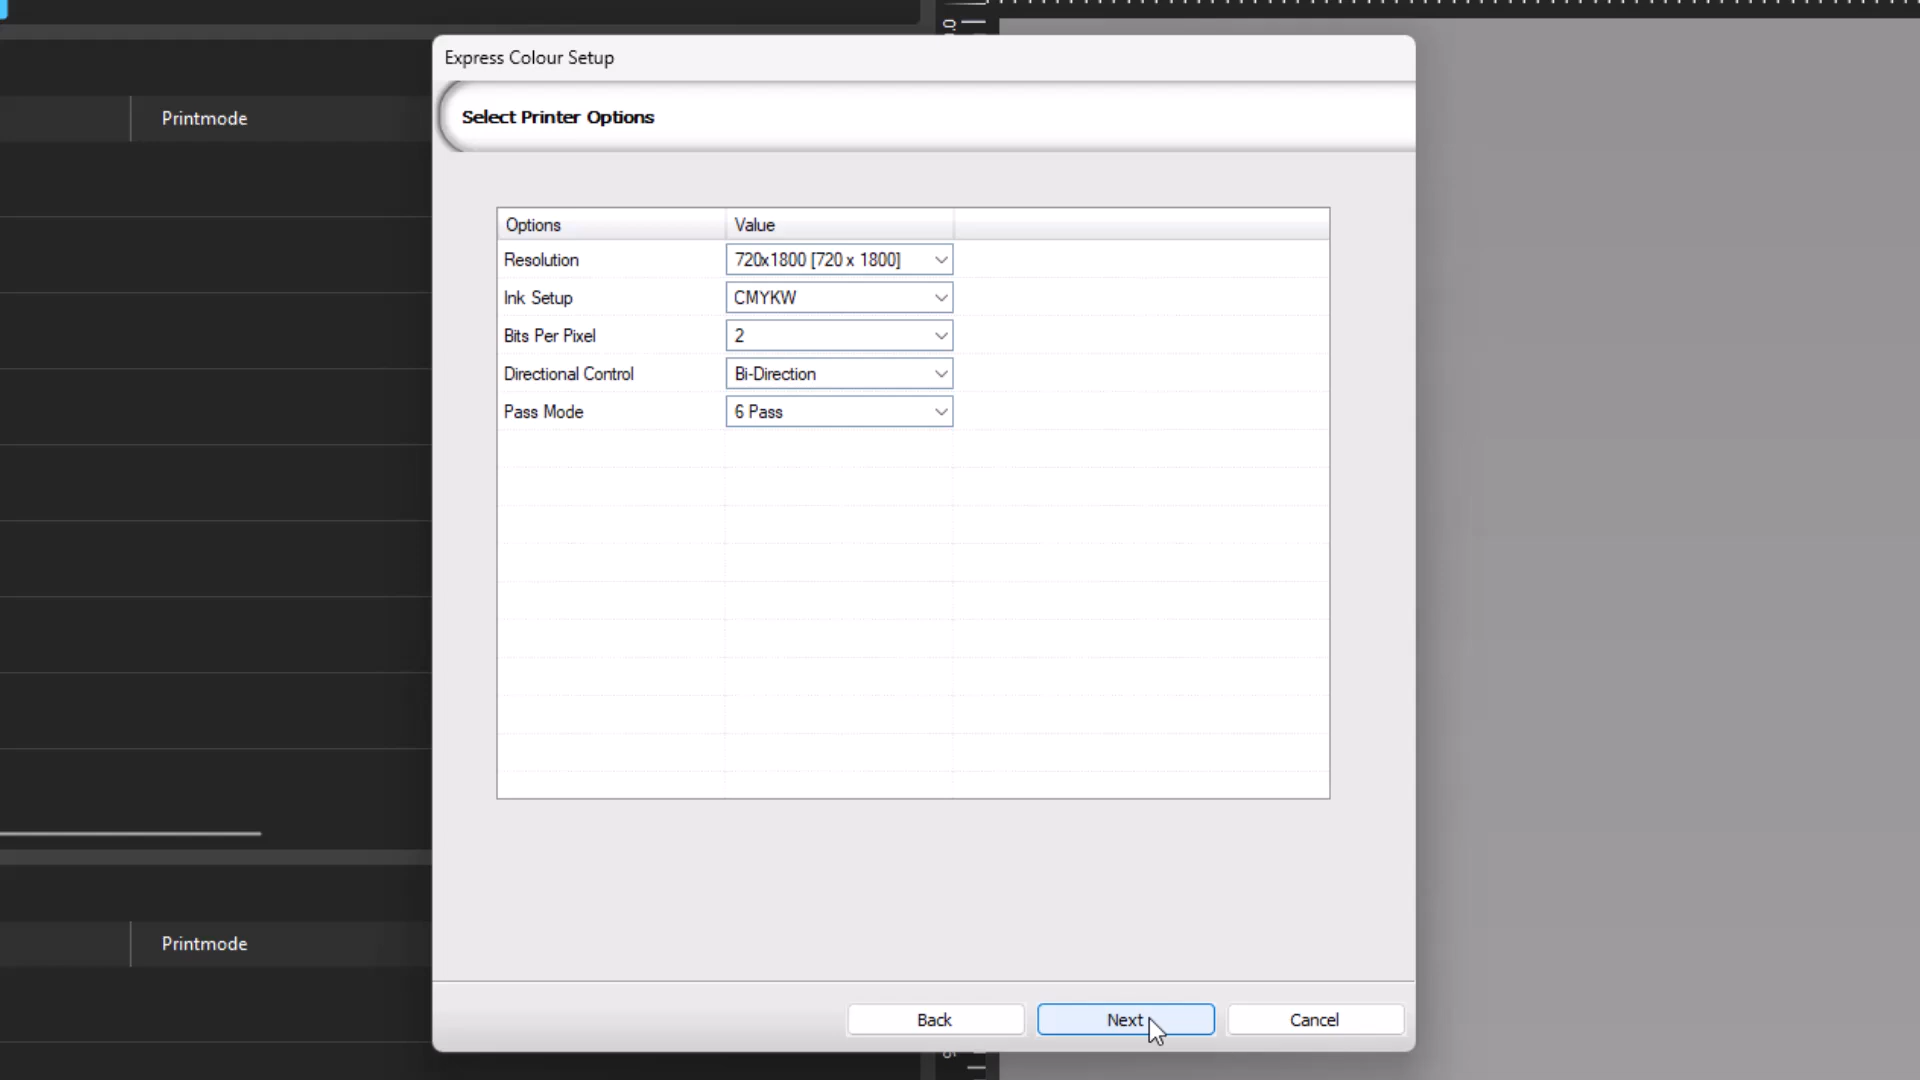 Express Colour Setup
Select Printer Options
Printmode
Options Value
Resolution 720x1800 [720 x 1800]
Ink Setup CMYKW
Bits Per Pixel 2
Directional Control Bi-Direction
Pass Mode 6 Pass
Printmode
Back Next Cancel